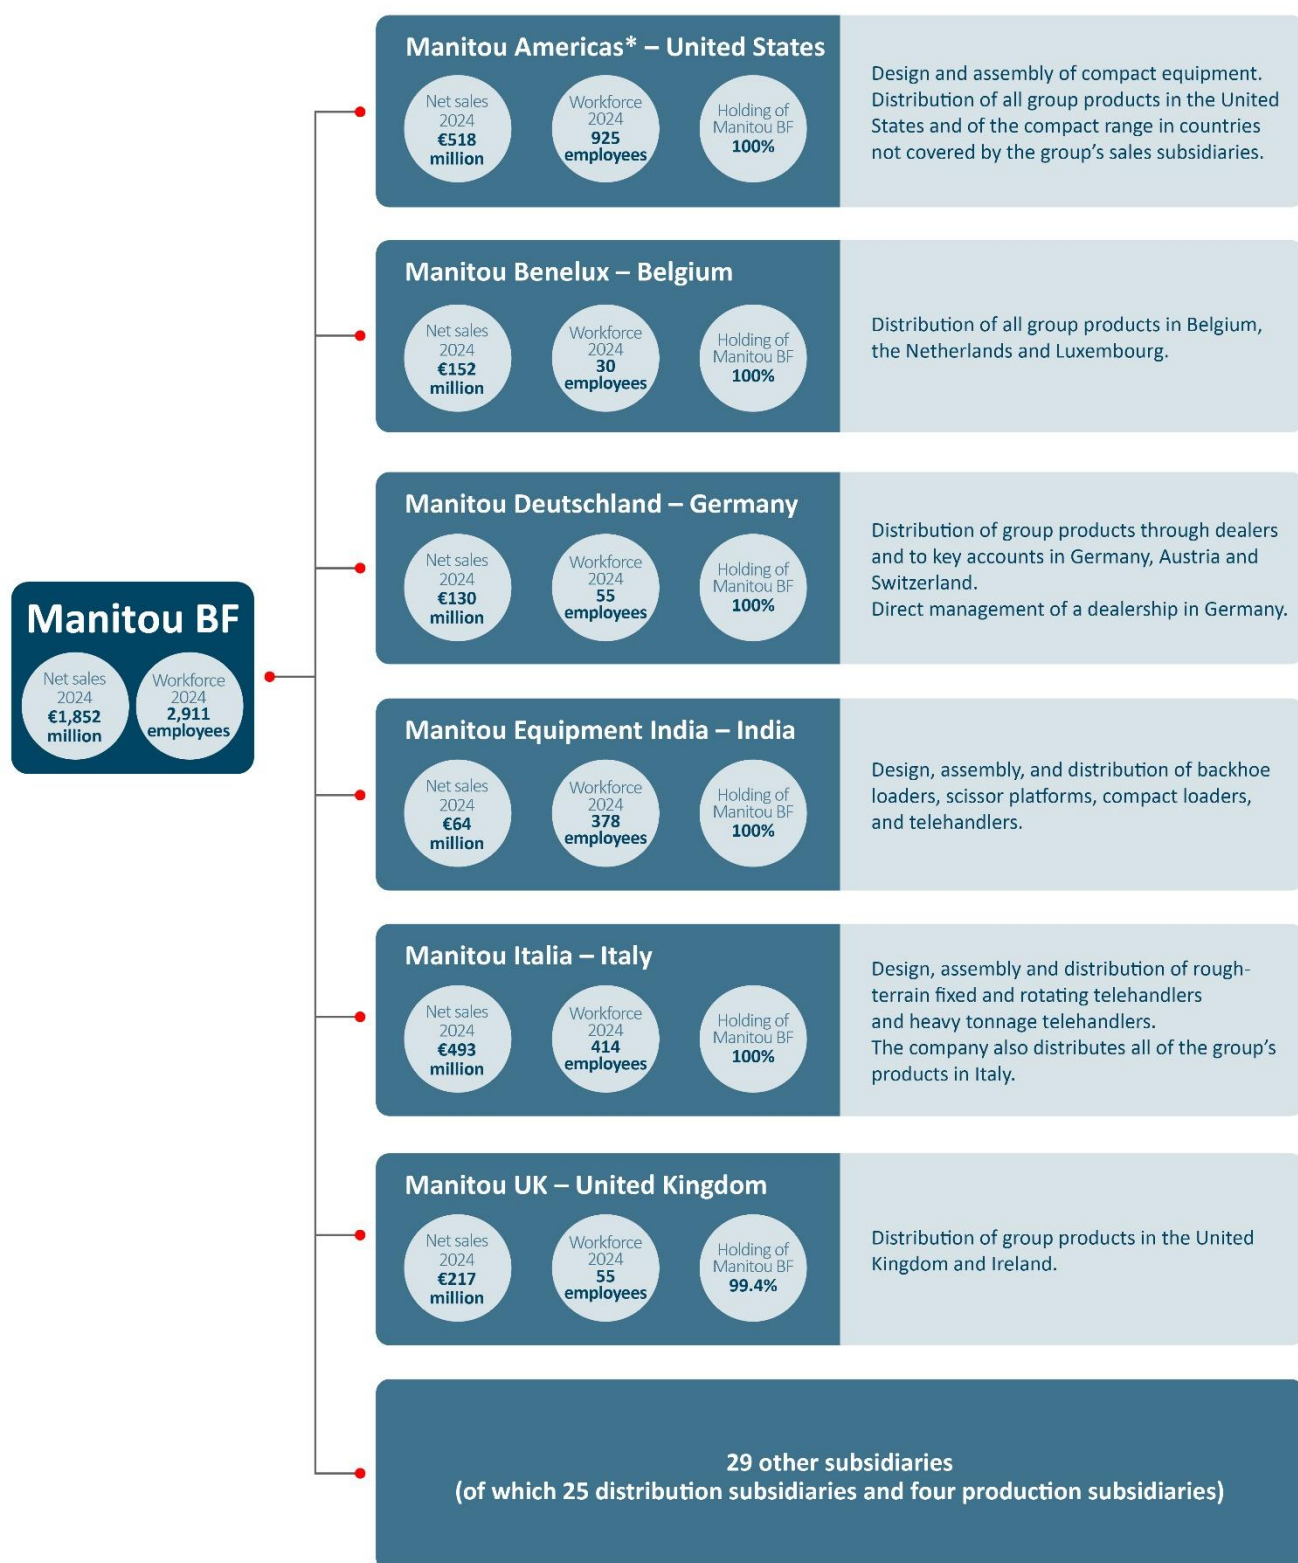 Manitou BF
Net sales
2024
€1,852
million
Workforce
2024
2,911
employees
Manitou Americas* – United States
Net sales
2024
€518
million
Workforce
2024
925
employees
Holding of
Manitou BF
100%
Design and assembly of compact equipment.
Distribution of all group products in the United
States and of the compact range in countries
not covered by the group’s sales subsidiaries.
Manitou Benelux – Belgium
Net sales
2024
€152
million
Workforce
2024
30
employees
Holding of
Manitou BF
100%
Distribution of all group products in Belgium,
the Netherlands and Luxembourg.
Manitou Deutschland – Germany
Net sales
2024
€130
million
Workforce
2024
55
employees
Holding of
Manitou BF
100%
Distribution of group products through dealers
and to key accounts in Germany, Austria and
Switzerland.
Direct management of a dealership in Germany.
Manitou Equipment India – India
Net sales
2024
€64
million
Workforce
2024
378
employees
Holding of
Manitou BF
100%
Design, assembly, and distribution of backhoe
loaders, scissor platforms, compact loaders,
and telehandlers.
Manitou Italia – Italy
Net sales
2024
€493
million
Workforce
2024
414
employees
Holding of
Manitou BF
100%
Design, assembly and distribution of rough-
terrain fixed and rotating telehandlers
and heavy tonnage telehandlers.
The company also distributes all of the group’s
products in Italy.
Manitou UK – United Kingdom
Net sales
2024
€217
million
Workforce
2024
55
employees
Holding of
Manitou BF
99.4%
Distribution of group products in the United
Kingdom and Ireland.
29 other subsidiaries
(of which 25 distribution subsidiaries and four production subsidiaries)